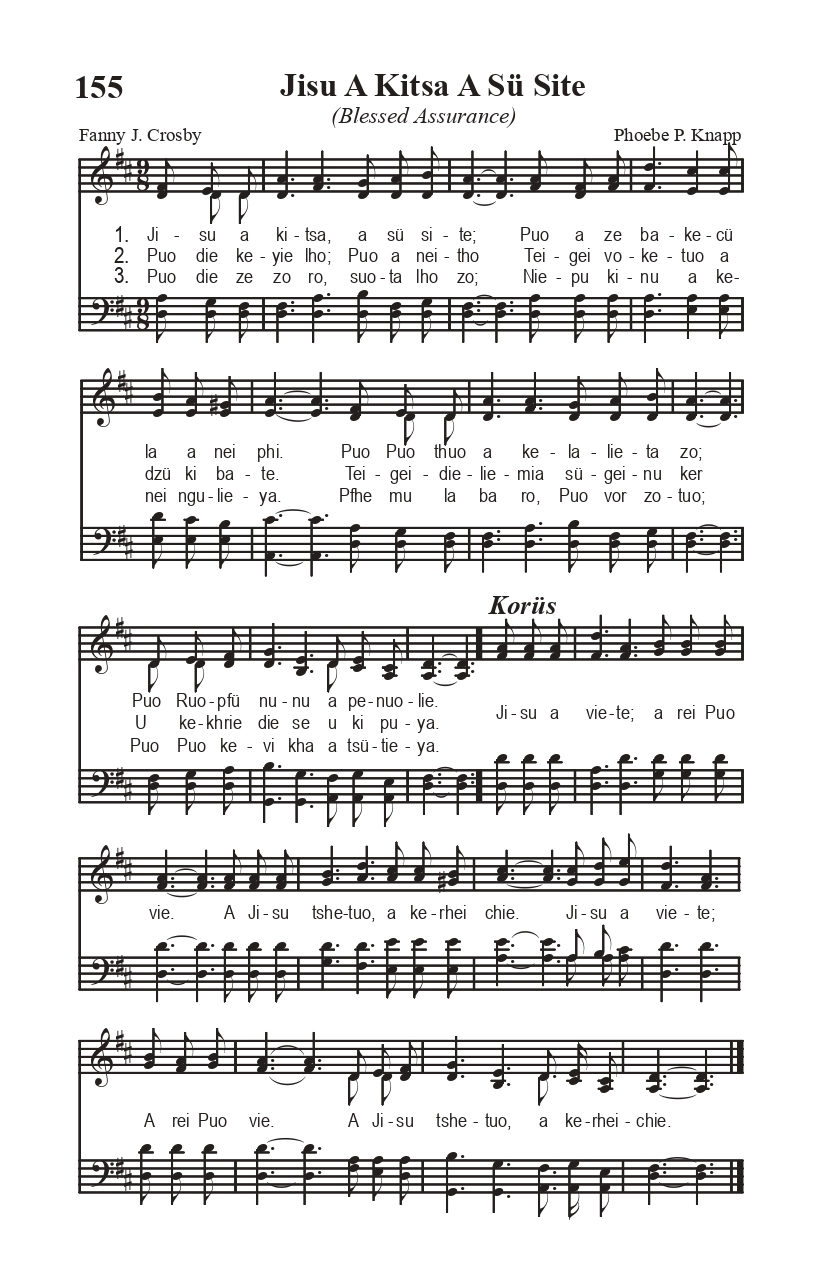 155
Jisu A Kitsa A Sü Site
(Blessed Assurance)
Fanny J. Crosby
Phoebe P. Knapp
1. Ji - su a ki - tsa, a sü si - te; Puo a ze ba - ke - cü
2. Puo die ke - yie lho; Puo a nei - tho Tei - gei vo - ke - tuo a
3. Puo die ze zo ro, suo - ta lho zo; Nie - pu ki - nu a ke -
la a nei phi. Puo Puo thuo a ke - la - lie - ta zo;
dzü ki ba - te. Tei - gei - die - lie - mia sü - gei - nu ker
nei ngu - lie - ya. Pfhe mu la ba ro, Puo vor zo - tuo;
Korüs
Puo Ruo - pfü nu - nu a pe - nuo - lie.
U ke - khrie die se u ki pu - ya.
Puo Puo ke - vi kha a tsü - tie - ya.
Ji - su a vie - te; a rei Puo
vie. A Ji - su tshe - tuo, a ke - rhei chie. Ji - su a vie - te;
A rei Puo vie. A Ji - su tshe - tuo, a ke - rhei - chie.